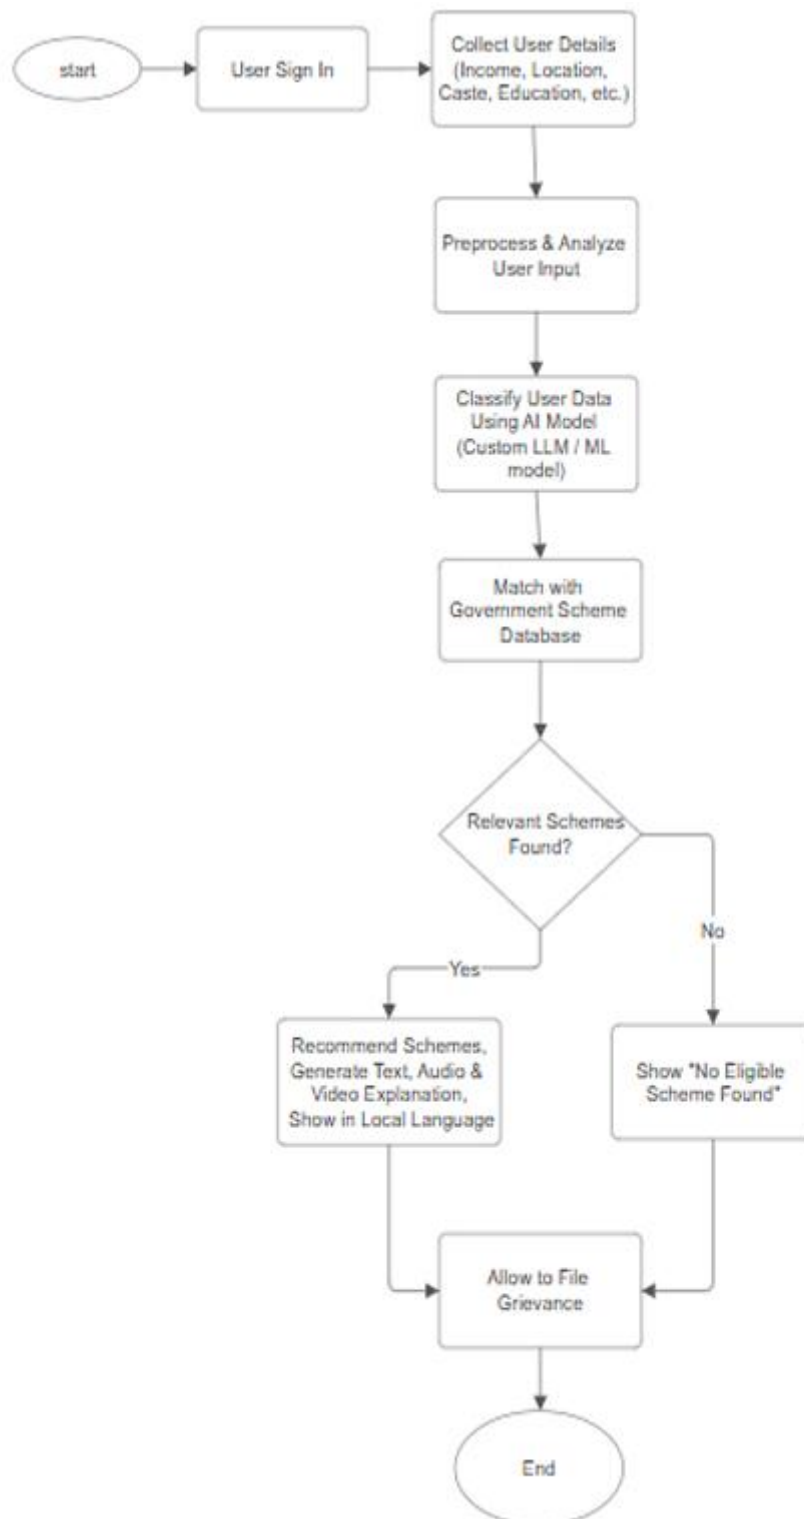 start
User Sign In
Collect User Details
(Income, Location,
Caste, Education, etc.)
Preprocess & Analyze
User Input
Classify User Data
Using AI Model
(Custom LLM / ML
model)
Match with
Government Scheme
Database
Relevant Schemes
Found?
No
Yes
Recommend Schemes,
Generate Text, Audio &
Video Explanation,
Show in Local Language
Show "No Eligible
Scheme Found"
Allow to File
Grievance
End